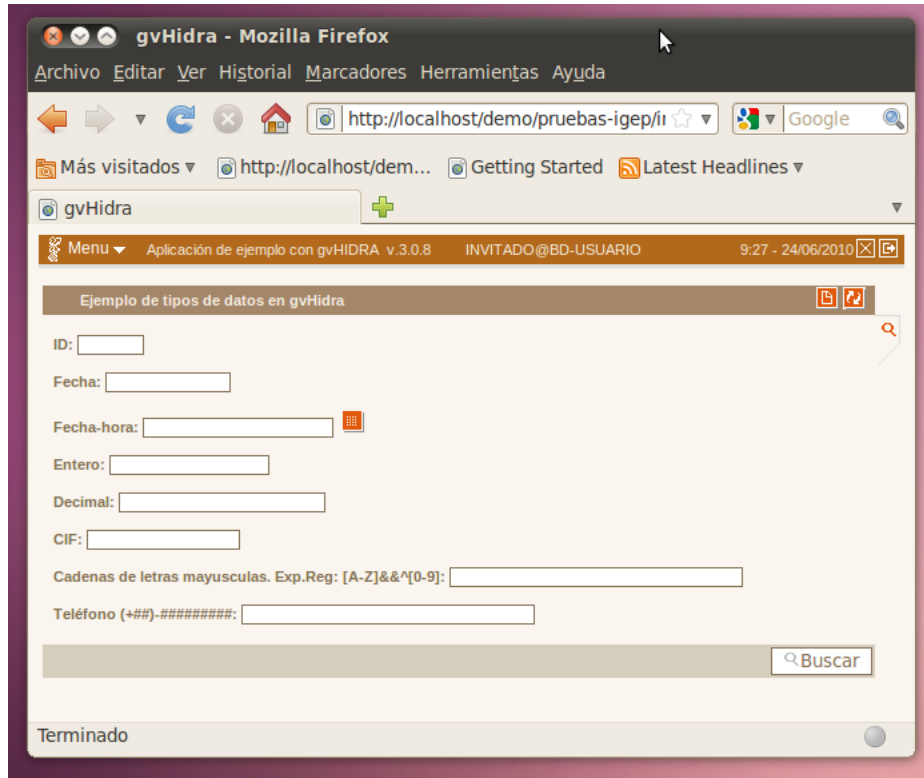 gvHidra - Mozilla Firefox
Archivo Editar Ver Historial Marcadores Herramientas Ayuda
http://localhost/demo/pruebas-igep/ir Google
Más visitados http://localhost/dem... Getting Started Latest Headlines
gvHidra
Menu Aplicación de ejemplo con gvHIDRA v.3.0.8 INVITADO@BD-USUARIO 9:27 - 24/06/2010
Ejemplo de tipos de datos en gvHidra
ID:
Fecha:
Fecha-hora:
Entero:
Decimal:
CIF:
Cadenas de letras mayusculas. Exp.Reg: [A-Z]&&^[0-9]:
Teléfono (+##)-#########:
Buscar
Terminado